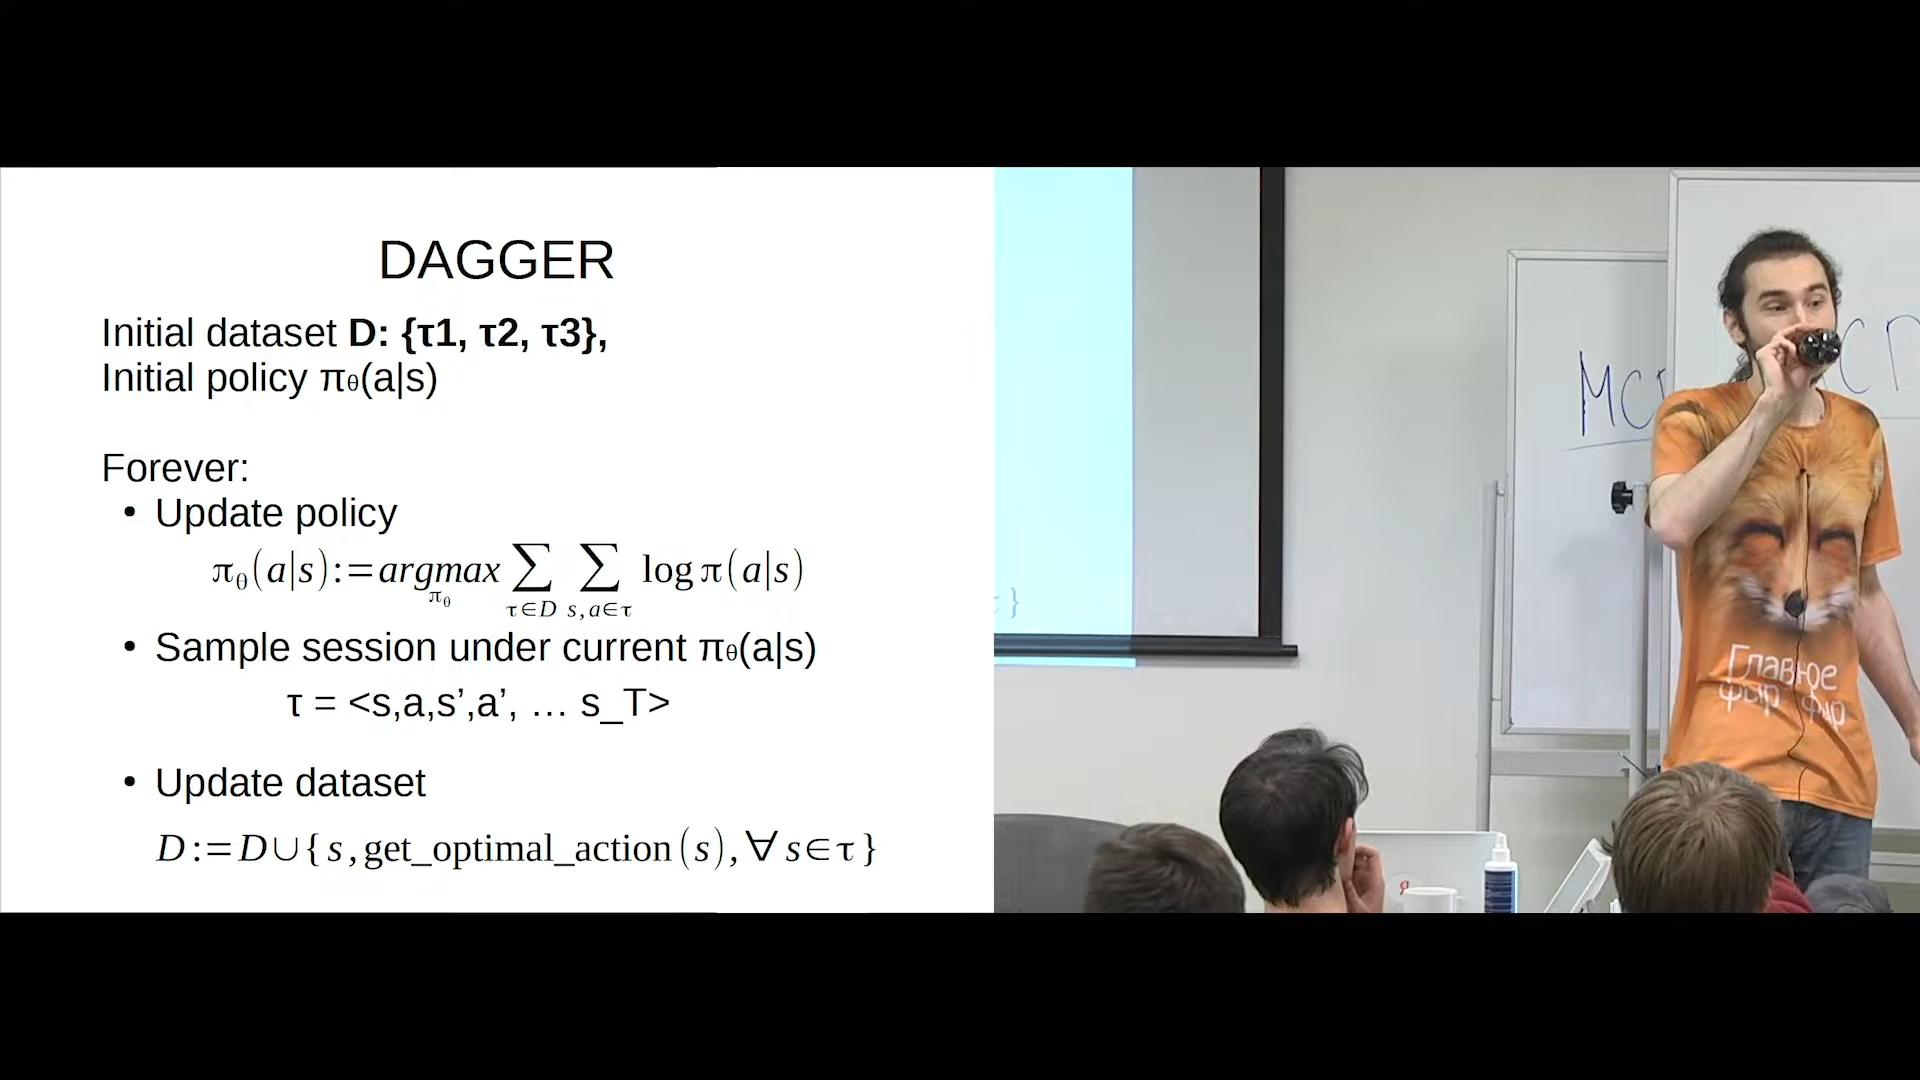 DAGGER
Initial dataset D: {τ1, τ2, τ3},
Initial policy πθ(a|s)
Forever:
• Update policy
πθ(a|s):=argmax πθ ∑ τ∈D ∑ s,a∈τ log π(a|s)
• Sample session under current πθ(a|s)
τ = <s,a,s’,a’, … s_T>
• Update dataset
D:=D∪{s,get_optimal_action(s),∀ s∈τ}
Главное
фыр фыр